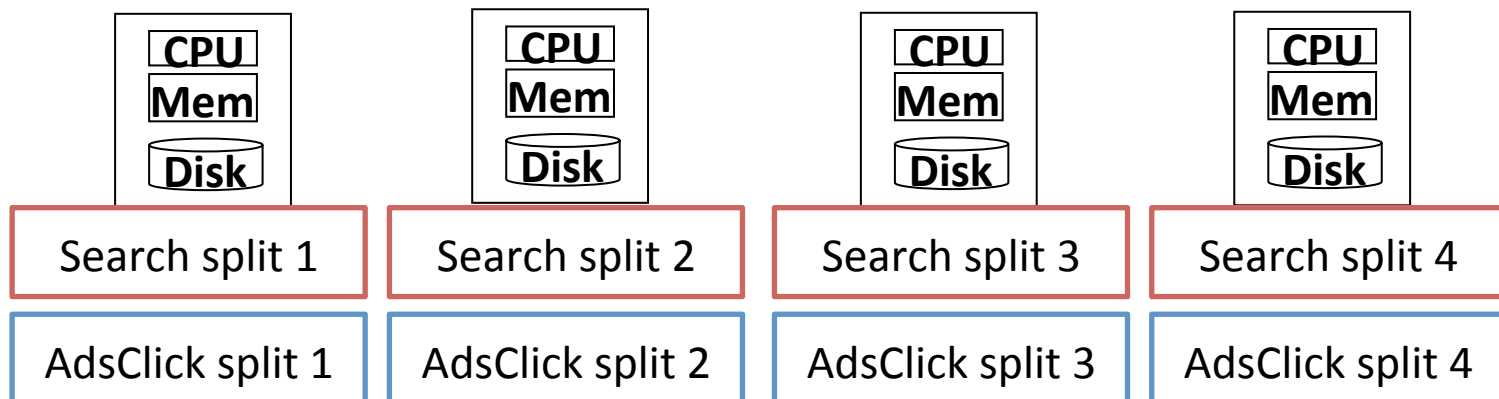 CPU
Mem
Disk
CPU
Mem
Disk
CPU
Mem
Disk
CPU
Mem
Disk
Search split 1
Search split 2
Search split 3
Search split 4
AdsClick split 1
AdsClick split 2
AdsClick split 3
AdsClick split 4